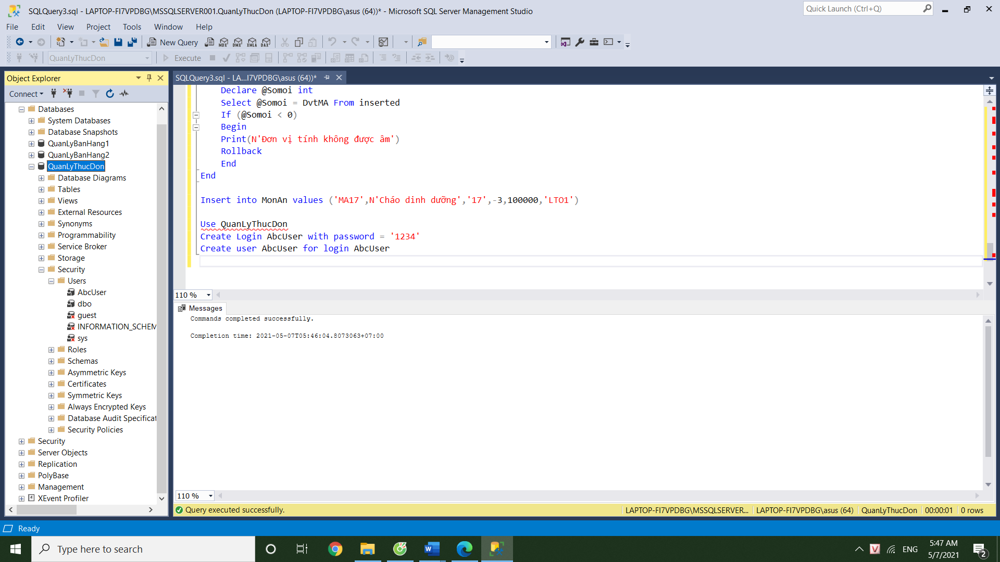 SQLQuery3.sql - LAPTOP-FI7VPDBG\MSSQLSERVER001.QuanLyThucDon (LAPTOP-FI7VPDBG\asus (64))* - Microsoft SQL Server Management Studio
Quick Launch (Ctrl+Q)
File Edit View Project Tools Window Help
New Query
MDX DMX XMLA DAX
QuanLyThucDon
Execute
Object Explorer
Connect
Databases
System Databases
Database Snapshots
QuanLyBanHang1
QuanLyBanHang2
QuanLyThucDon
Database Diagrams
Tables
Views
External Resources
Synonyms
Programmability
Service Broker
Storage
Security
Users
AbcUser
dbo
guest
INFORMATION_SCHEM
sys
Roles
Schemas
Asymmetric Keys
Certificates
Symmetric Keys
Always Encrypted Keys
Database Audit Specificat
Security Policies
Security
Server Objects
Replication
PolyBase
Management
XEvent Profiler
SQLQuery3.sql - LA...I7VPDBG\asus (64))*
Declare @Somoi int
Select @Somoi = DvtMA From inserted
If (@Somoi < 0)
Begin
Print(N'Đơn vị tính không được âm')
Rollback
End
End
Insert into MonAn values ('MA17',N'Cháo dinh dưỡng','17',-3,100000,'LTO1')
Use QuanLyThucDon
Create Login AbcUser with password = '1234'
Create user AbcUser for login AbcUser
110 %
Messages
Commands completed successfully.
Completion time: 2021-05-07T05:46:04.8073063+07:00
110 %
Query executed successfully.
LAPTOP-FI7VPDBG\MSSQLSERVER... LAPTOP-FI7VPDBG\asus (64) QuanLyThucDon 00:00:01 0 rows
Ready
Type here to search
ENG
5:47 AM
5/7/2021
2